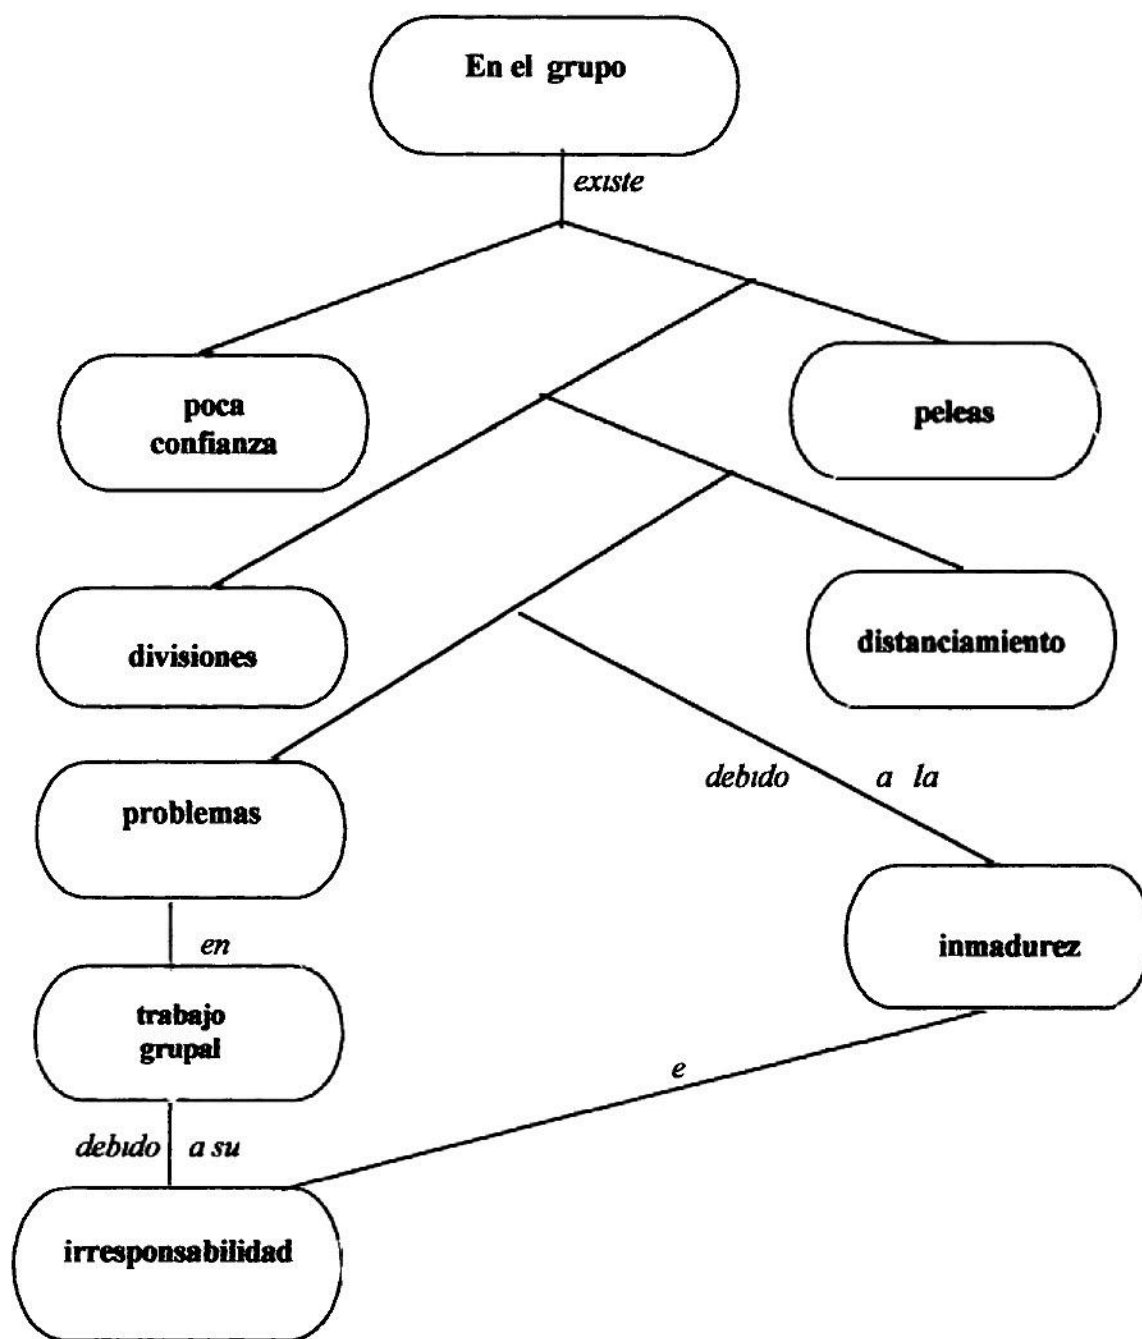 En el grupo
existe
poca
confianza
peleas
divisiones
distanciamiento
debido a la
problemas
inmadurez
en
trabajo
grupal
e
debido a su
irresponsabilidad